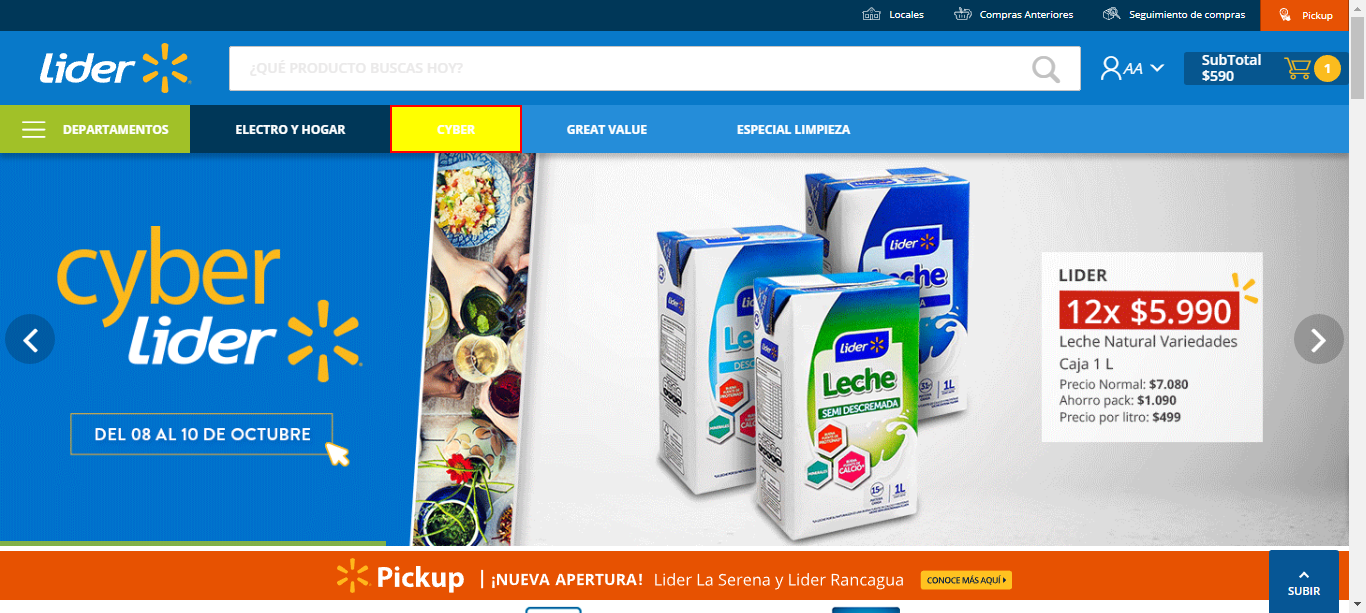 Locales
Compras Anteriores
Seguimiento de compras
Pickup
Lider
¿QUÉ PRODUCTO BUSCAS HOY?
AA
SubTotal
$590
1
DEPARTAMENTOS
ELECTRO Y HOGAR
CYBER
GREAT VALUE
ESPECIAL LIMPIEZA
cyber
lider
DEL 08 AL 10 DE OCTUBRE
lider
Leche
lider
Leche
SEMI DESCREMADA
1L
1L
LIDER
12x $5.990
Leche Natural Variedades
Caja 1 L
Precio Normal: $7.080
Ahorro pack: $1.090
Precio por litro: $499
Pickup | ¡NUEVA APERTURA! Lider La Serena y Lider Rancagua
CONOCE MÁS AQUÍ
SUBIR